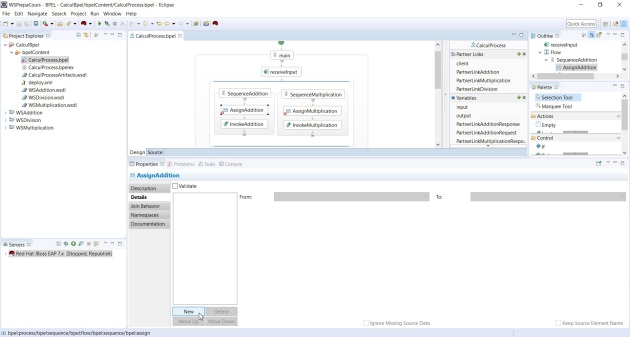 WSPrepaCours - BPEL - CalculBpel/bpelContent/CalculProcess.bpel - Eclipse
File Edit Navigate Search Project Run Window Help
Quick Access
Project Explorer
CalculBpel
bpelContent
CalculProcess.bpel
CalculProcess.bpelex
CalculProcessArtifacts.wsdl
deploy.xml
WSAddition.wsdl
WSDivision.wsdl
WSMultiplication.wsdl
WSAddition
WSDivision
WSMultiplication
Servers
Red Hat JBoss EAP 7.x [Stopped, Republish]
CalculProcess.bpel
main
receiveInput
SequenceAddition
SequenceMultiplication
AssignAddition
AssignMultiplication
InvokeAddition
InvokeMultiplication
Design Source
CalculProcess
Partner Links
client
PartnerLinkAddition
PartnerLinkMultiplication
PartnerLinkDivision
Variables
input
output
PartnerLinkAdditionResponse
PartnerLinkAdditionRequest
PartnerLinkMultiplicationRespo..
Outline
receiveInput
Flow
SequenceAddition
AssignAddition
Palette
Selection Tool
Marquee Tool
Actions
Empty
Control
If
Properties Problems Tasks Console
AssignAddition
Description
Details
Join Behavior
Namespaces
Documentation
Validate
From:
To:
New Delete
Move Up Move Down
Ignore Missing Source Data
Keep Source Element Name
bpel:process/bpel:sequence/bpel:flow/bpel:sequence/bpel:assign